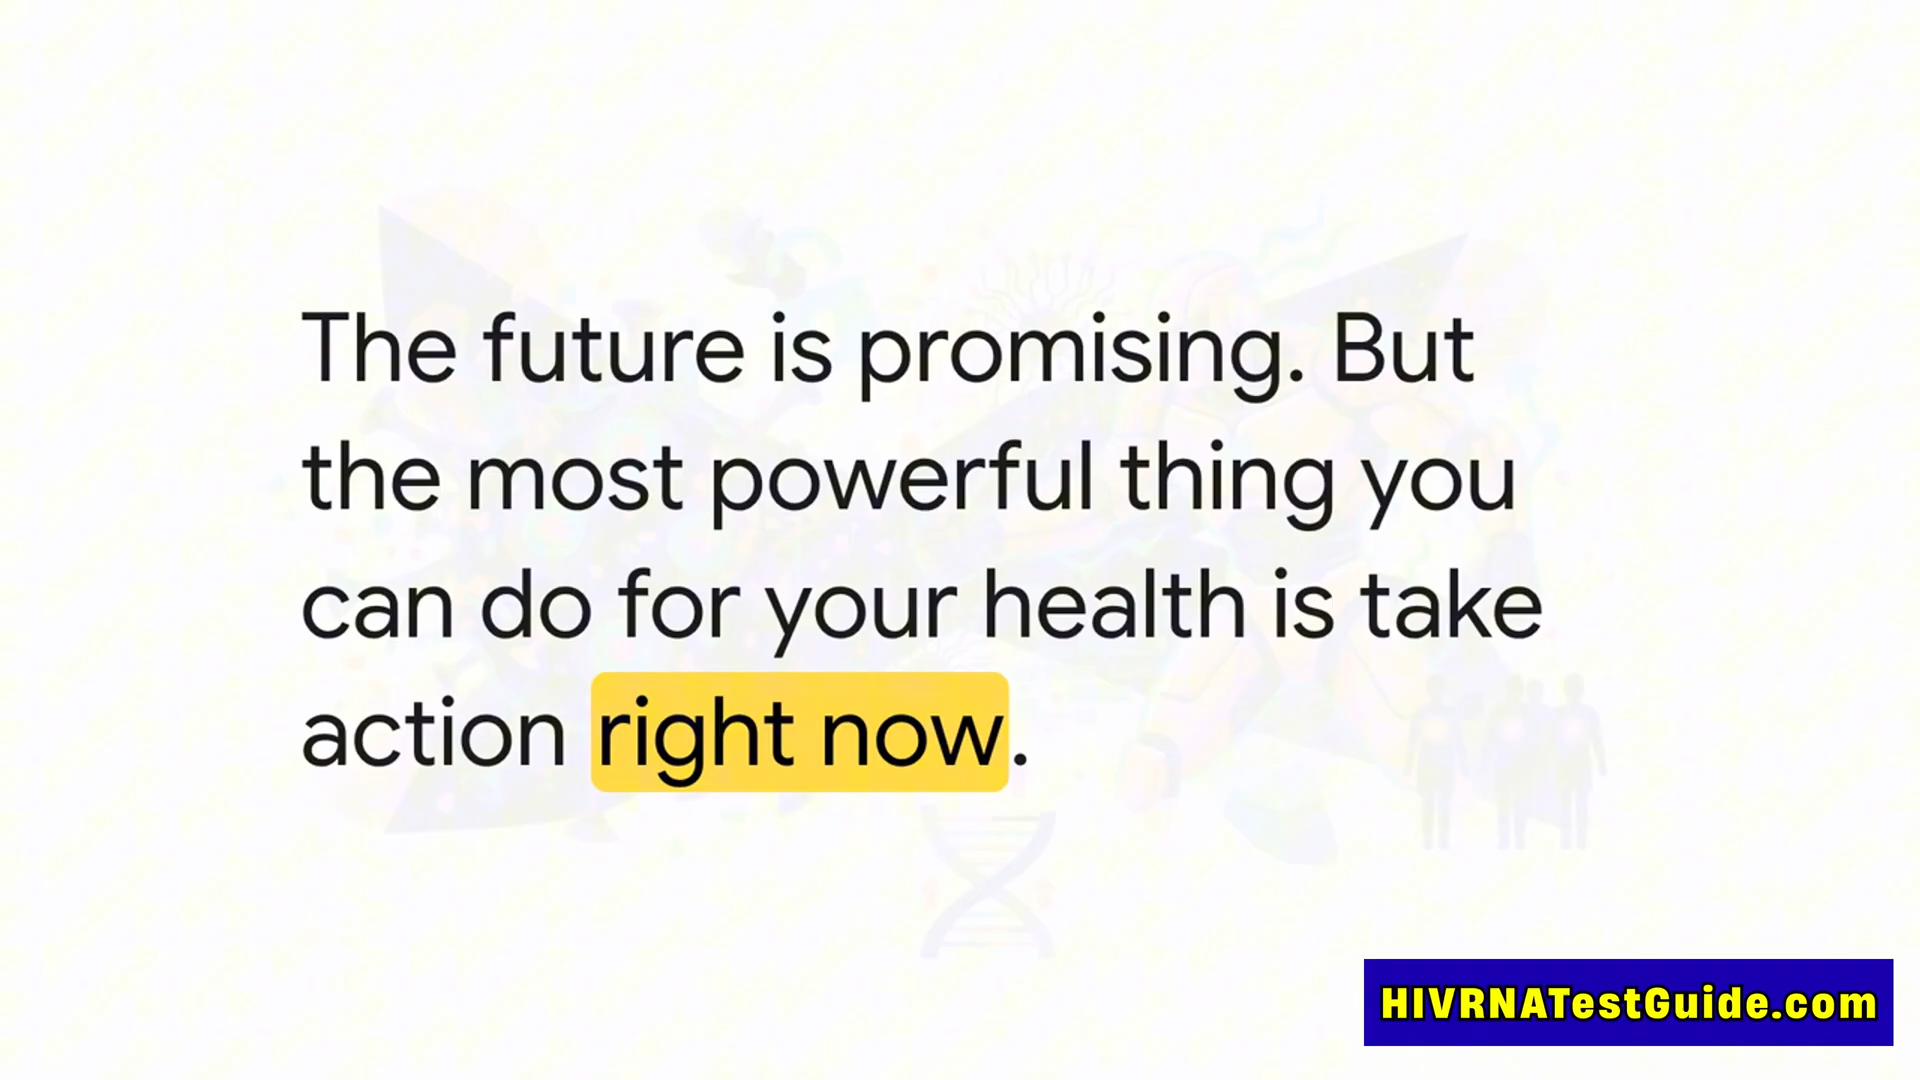 The future is promising. But
the most powerful thing you
can do for your health is take
action right now.
HIVRNATestGuide.com